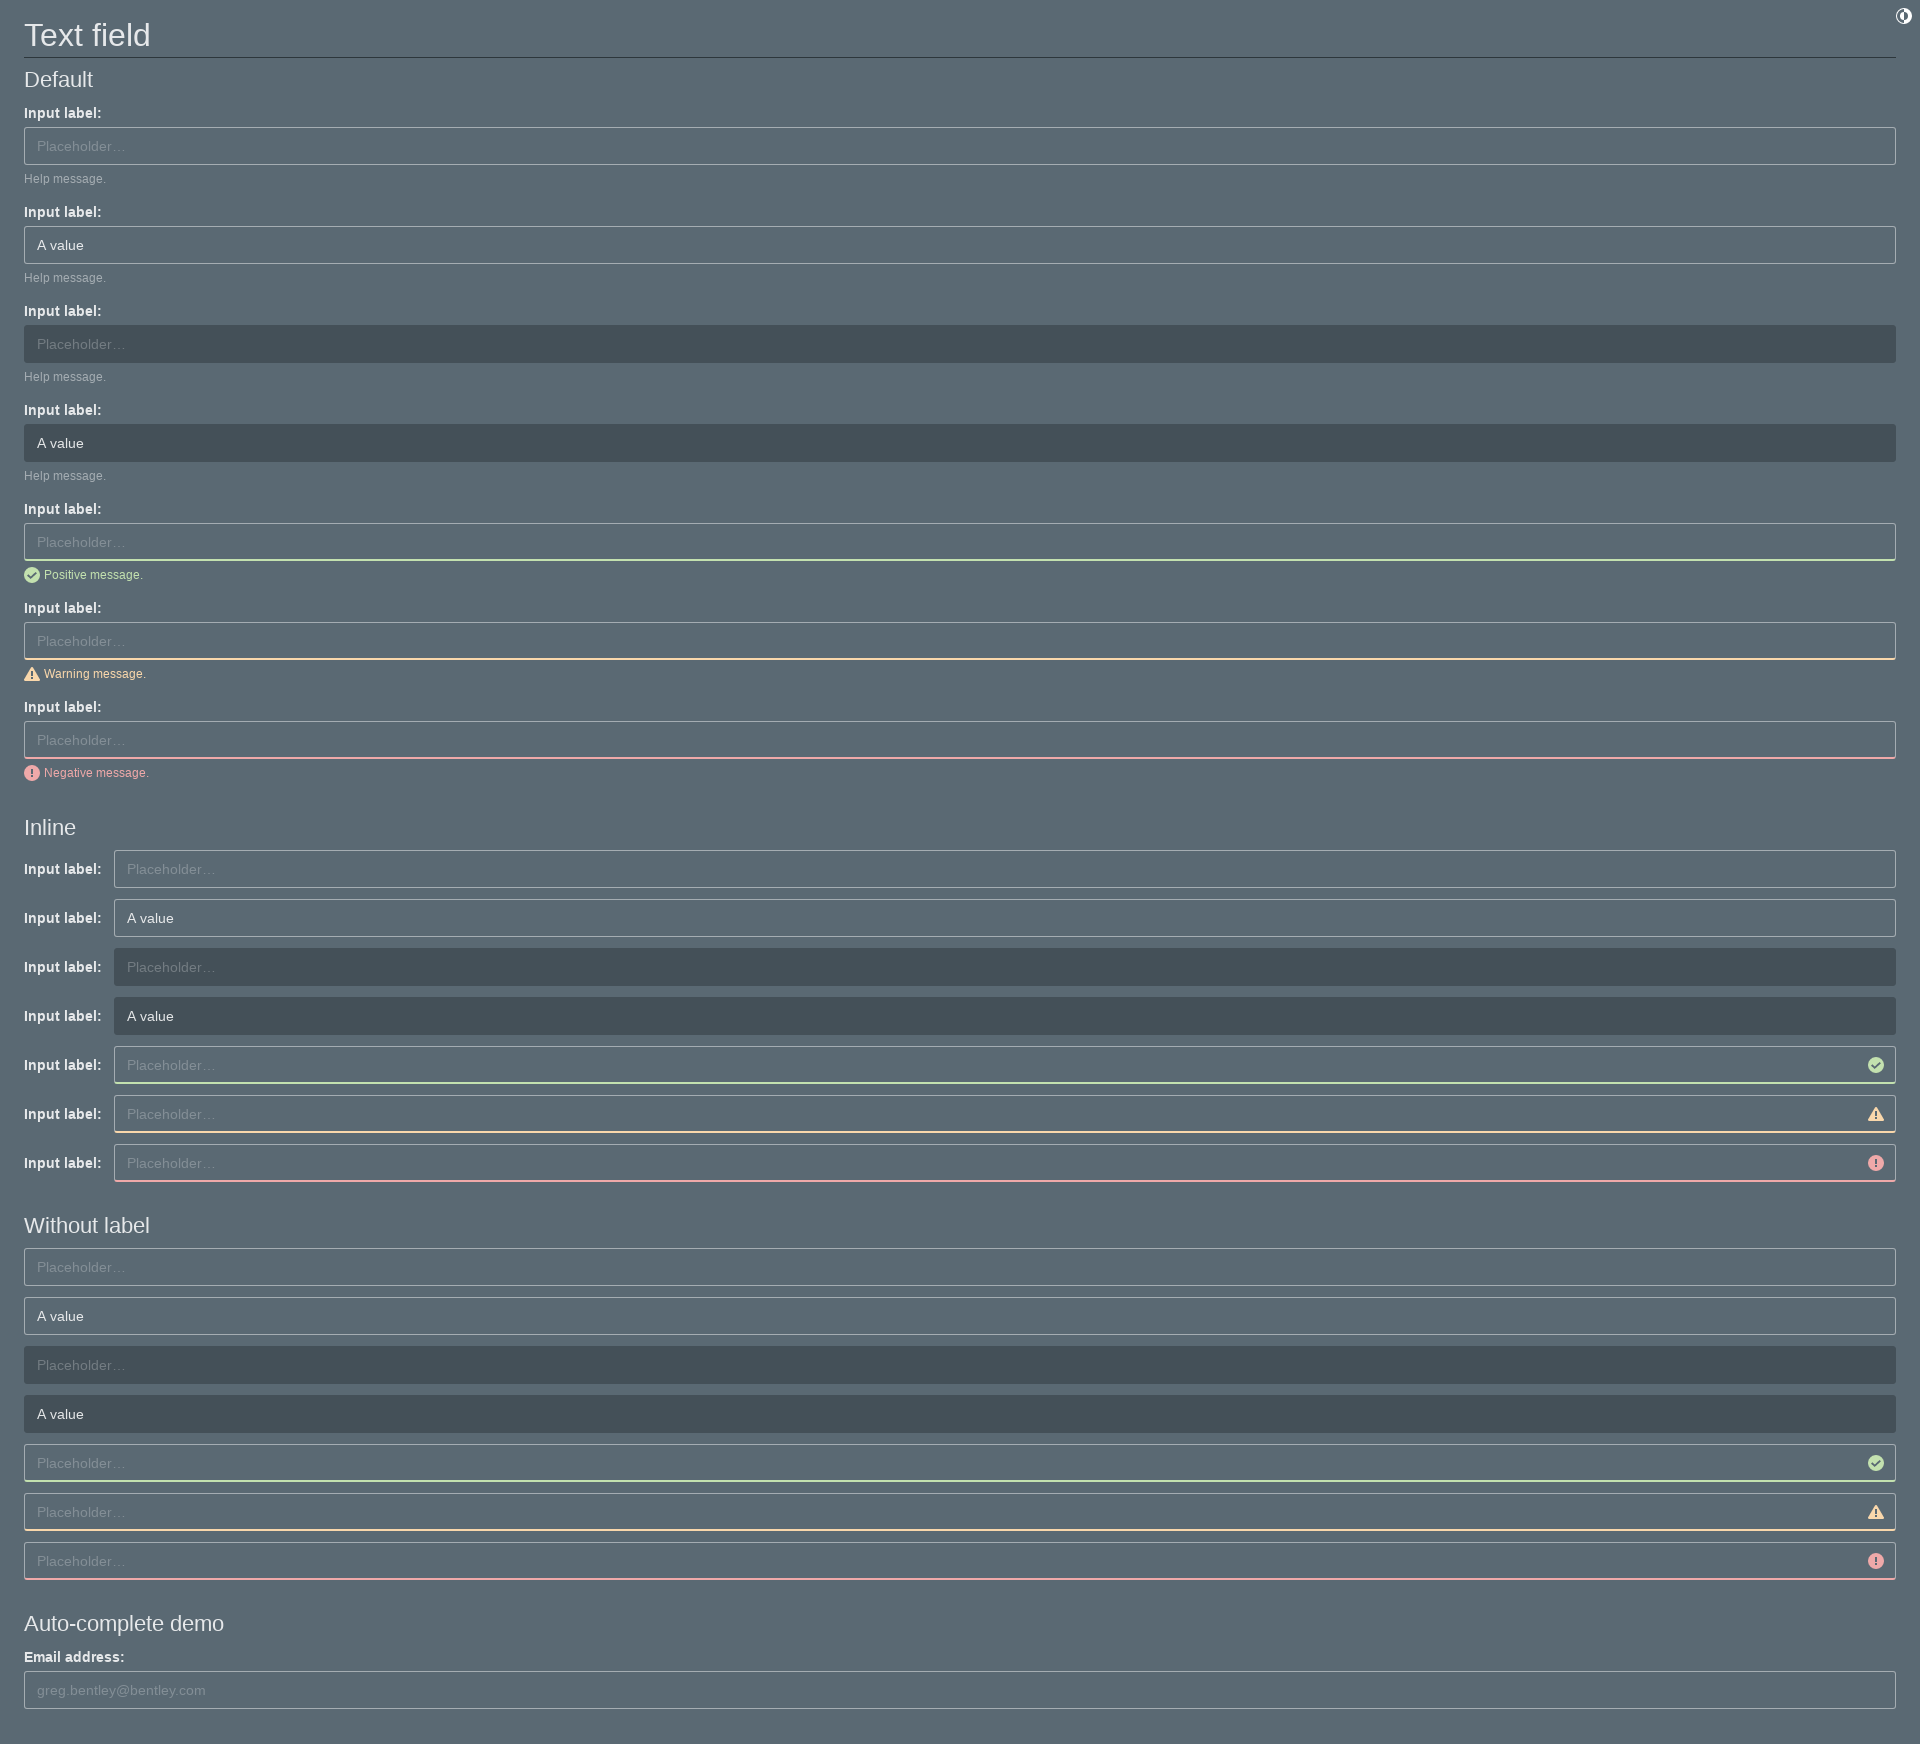 Text field
Default
Input label:
Placeholder...
Help message.
Input label:
A value
Help message.
Input label:
Placeholder...
Help message.
Input label:
A value
Help message.
Input label:
Placeholder...
Positive message.
Input label:
Placeholder...
Warning message.
Input label:
Placeholder...
Negative message.
Inline
Input label: Placeholder...
Input label: A value
Input label: Placeholder...
Input label: A value
Input label: Placeholder...
Input label: Placeholder...
Input label: Placeholder...
Without label
Placeholder...
A value
Placeholder...
A value
Placeholder...
Placeholder...
Placeholder...
Auto-complete demo
Email address:
greg.bentley@bentley.com